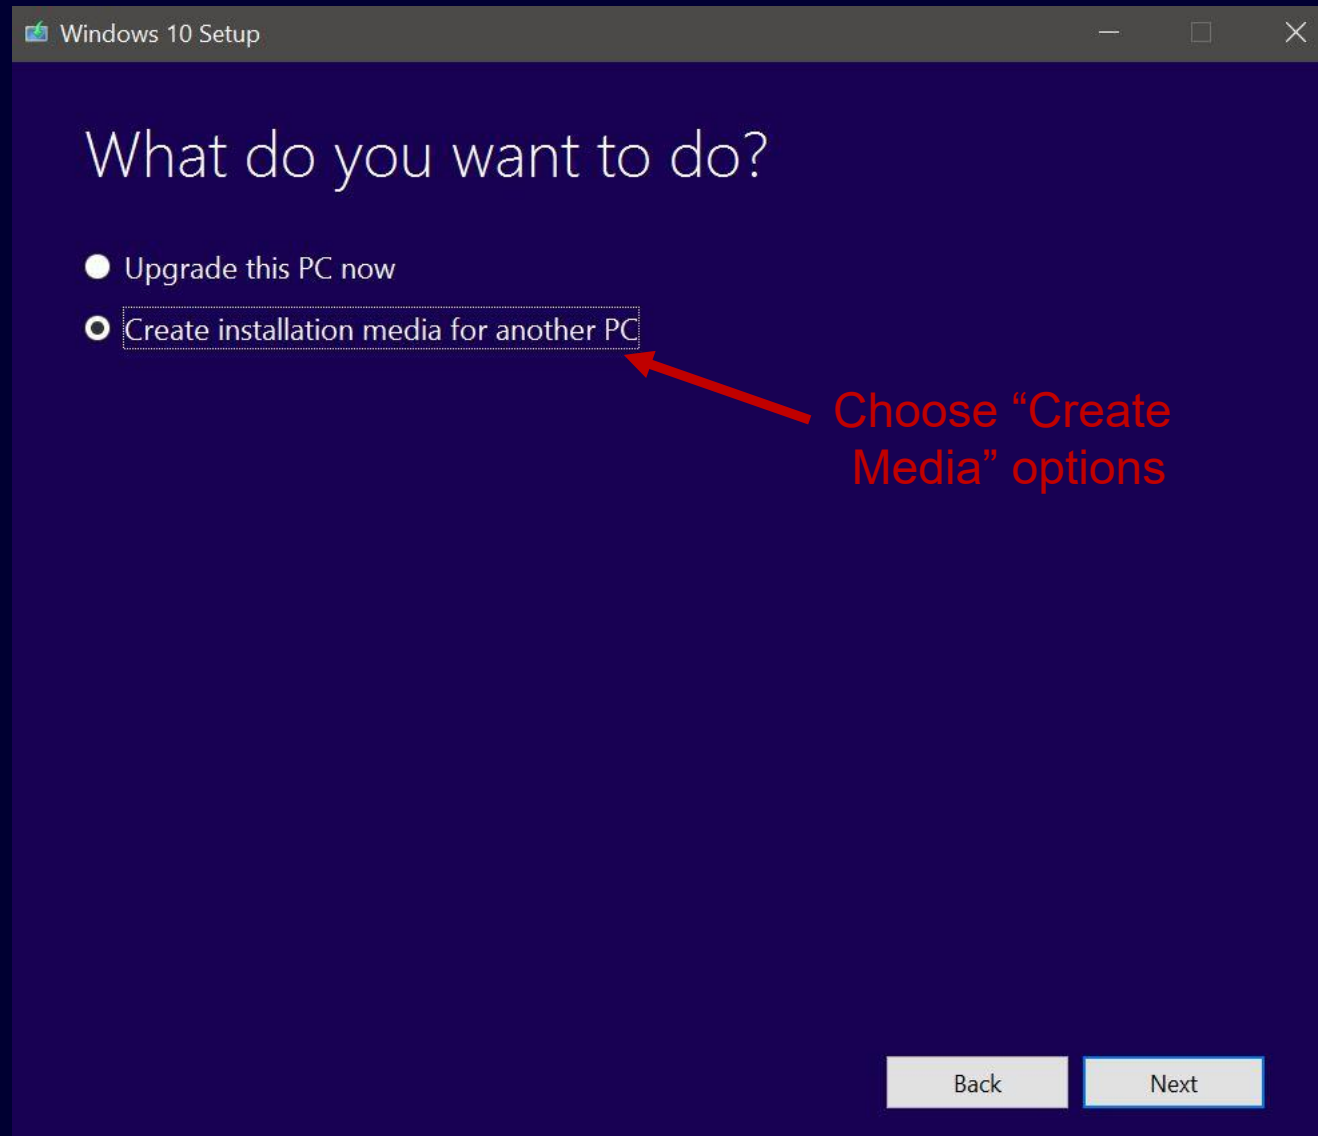 Windows 10 Setup
What do you want to do?
Upgrade this PC now
Create installation media for another PC
Choose “Create
Media” options
Back
Next